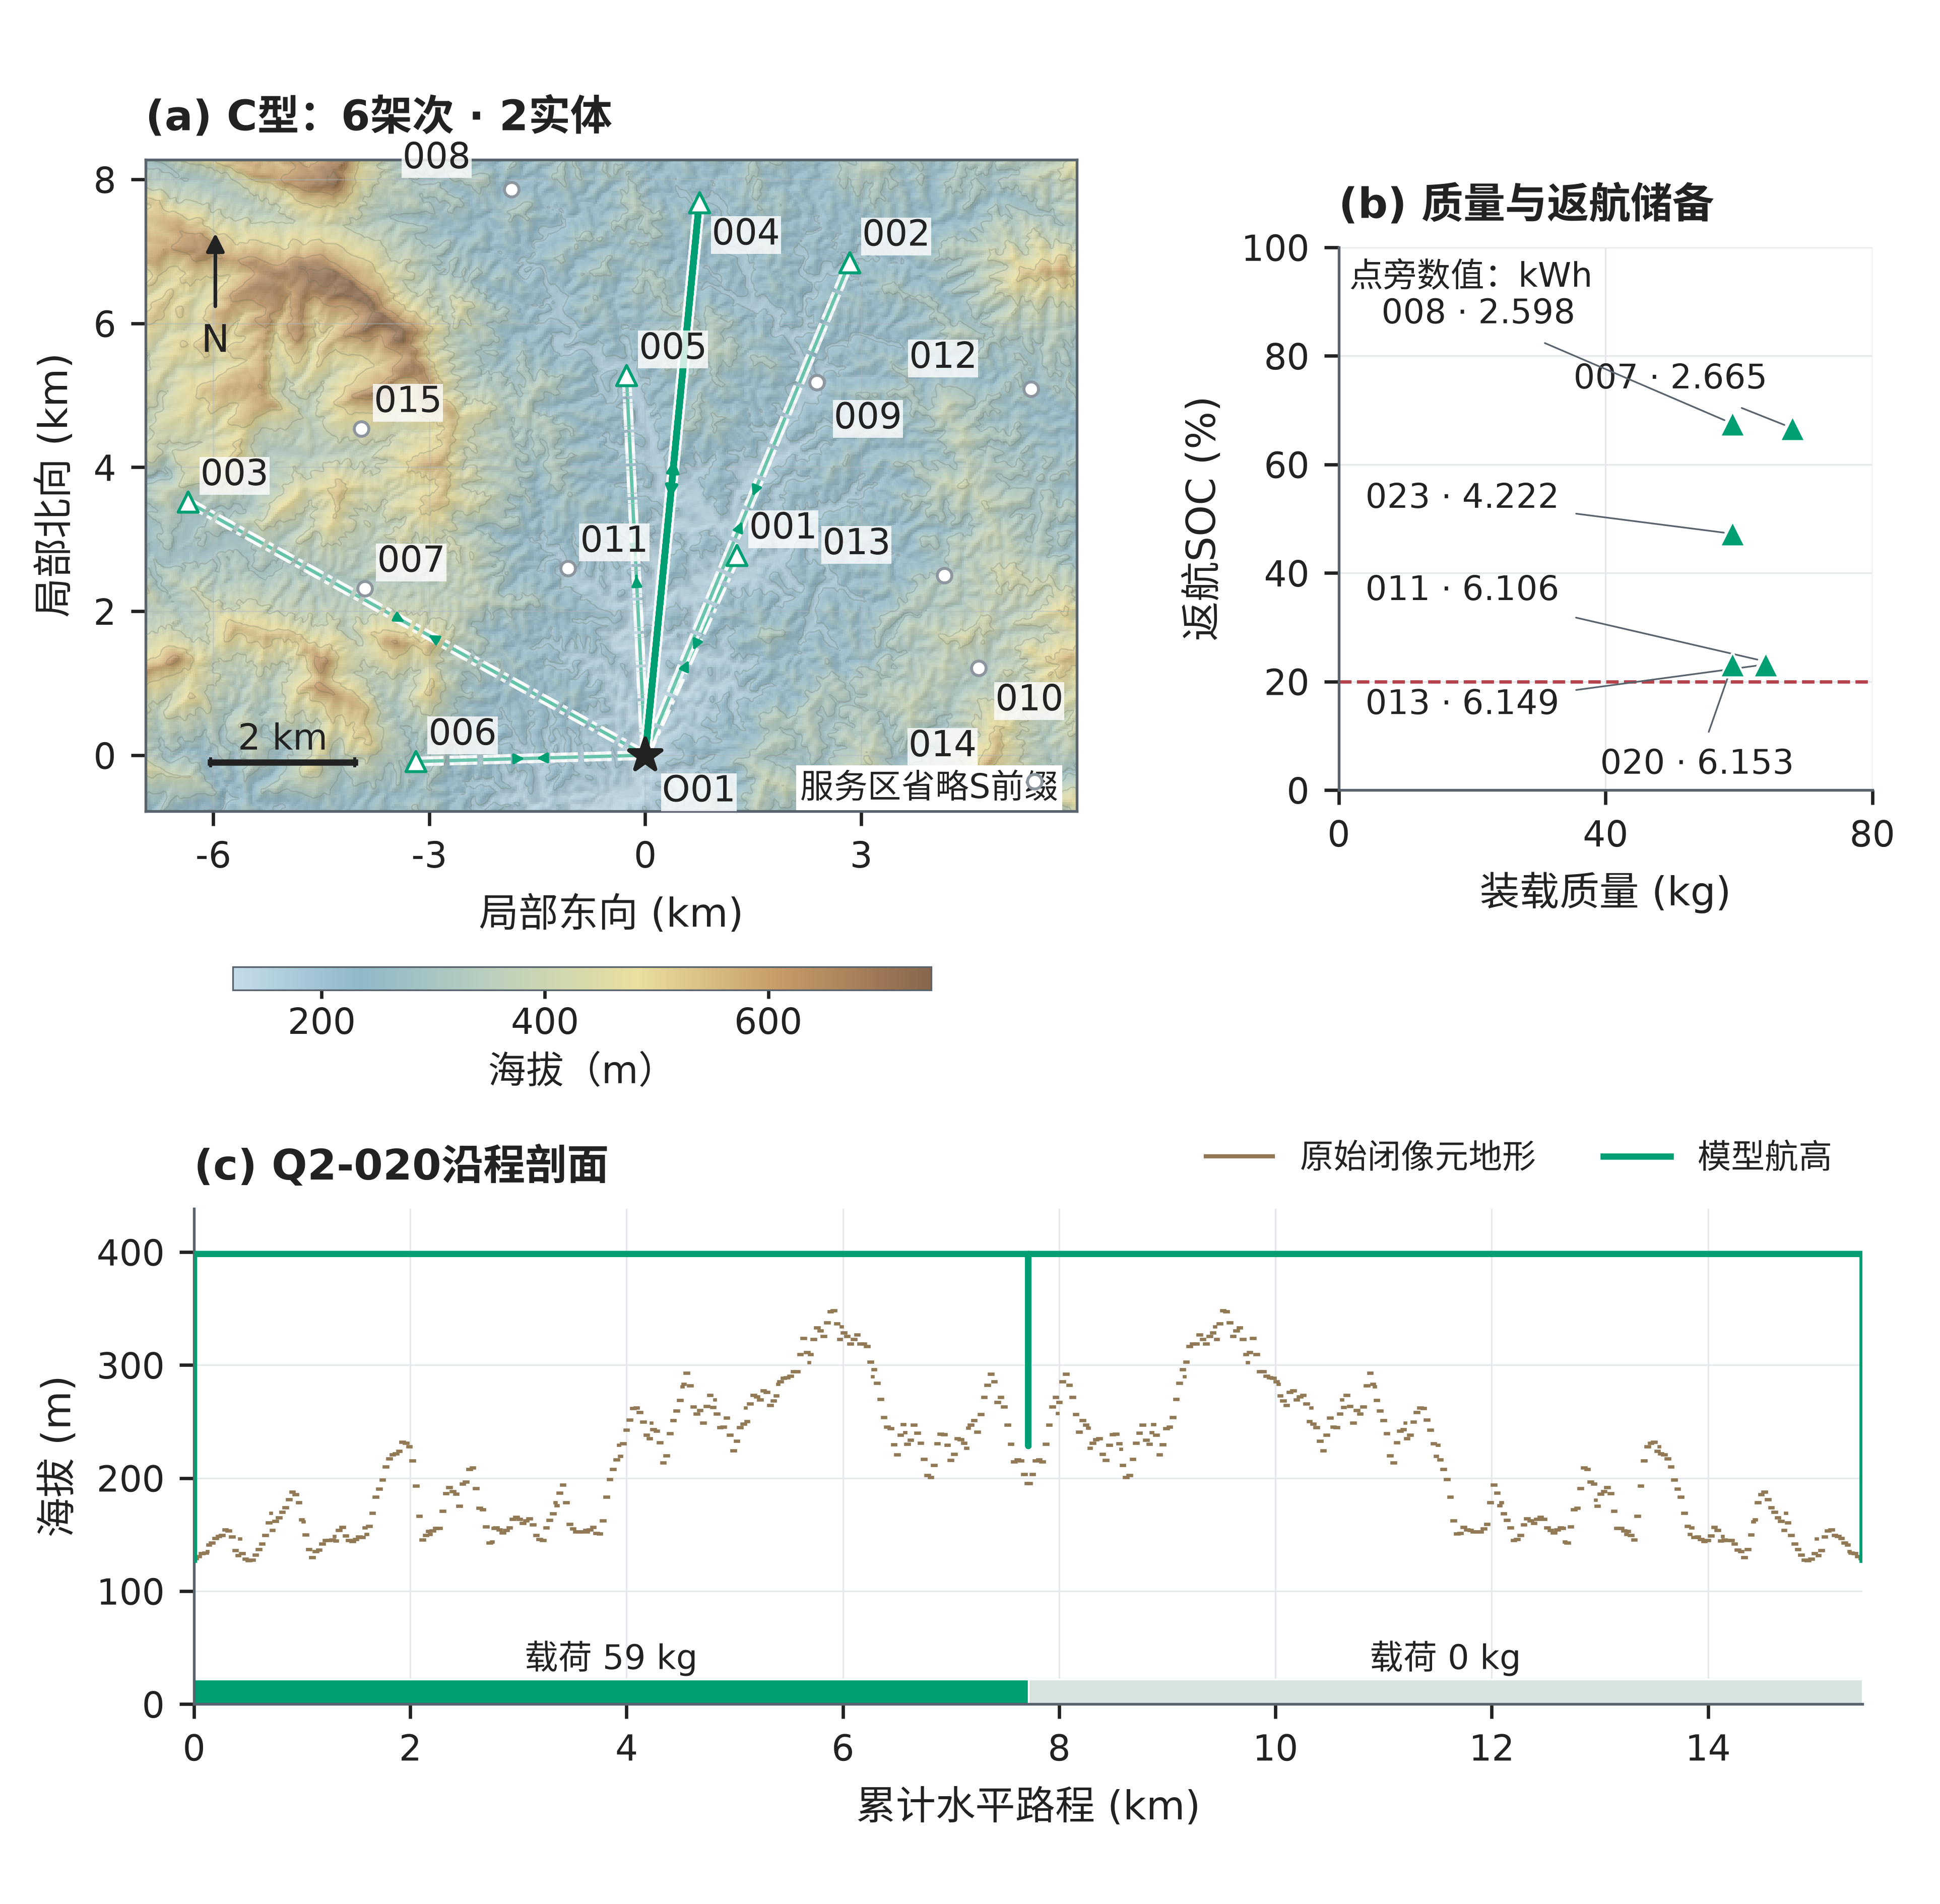 (a) C型：6架次 · 2实体
008
8
004
002
6
N
005
012
015
009
局部北向 (km)
4
003
001
011
013
007
2
010
006
2 km
014
0
O01
服务区省略S前缀
-6
-3
0
3
局部东向 (km)
200
400
600
海拔（m）
(b) 质量与返航储备
100
点旁数值：kWh
008 · 2.598
80
007 · 2.665
返航SOC (%)
60
023 · 4.222
40
011 · 6.106
20
013 · 6.149
020 · 6.153
0
0
40
80
装载质量 (kg)
(c) Q2-020沿程剖面
原始闭像元地形
模型航高
400
300
海拔 (m)
200
100
载荷 59 kg
载荷 0 kg
0
0
2
4
6
8
10
12
14
累计水平路程 (km)